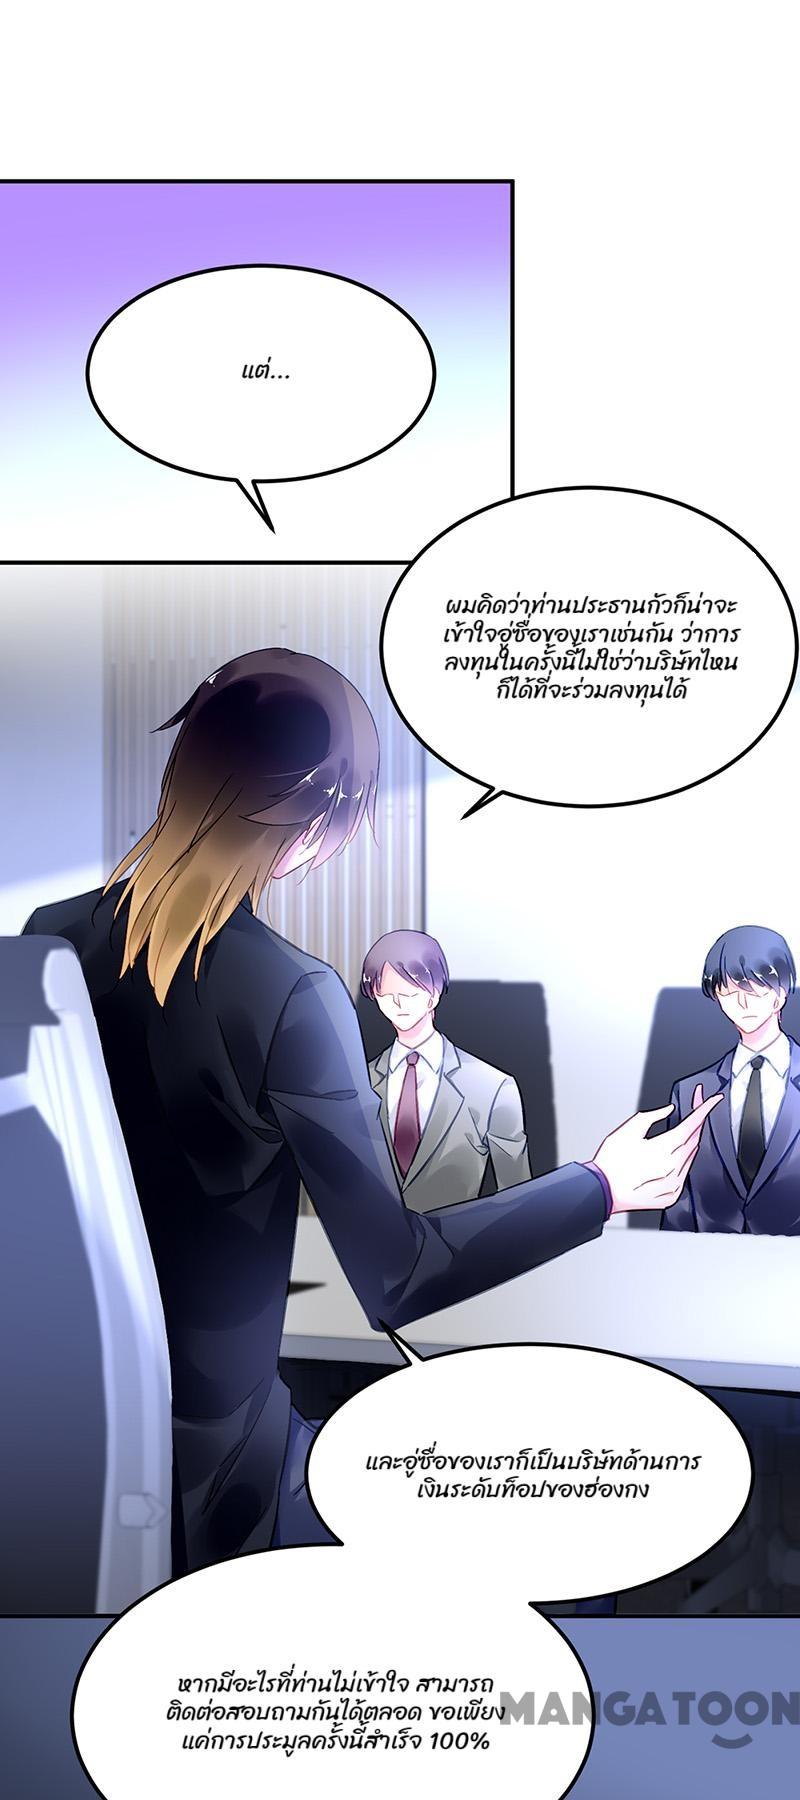 แต่...
ผมคิดว่าท่านประธานกัวก็น่าจะ
เข้าใจอู่ซื่อของเราเช่นกัน ว่าการ
ลงทุนในครั้งนี้ไม่ใช่ว่าบริษัทไหน
ก็ได้ที่จะร่วมลงทุนได้
และอู่ซื่อของเราก็เป็นบริษัทด้านการ
เงินระดับท็อปของฮ่องกง
หากมีอะไรที่ท่านไม่เข้าใจ สามารถ
ติดต่อสอบถามกันได้ตลอด ขอเพียง
แค่การประมูลครั้งนี้สำเร็จ 100%
MANGATOON